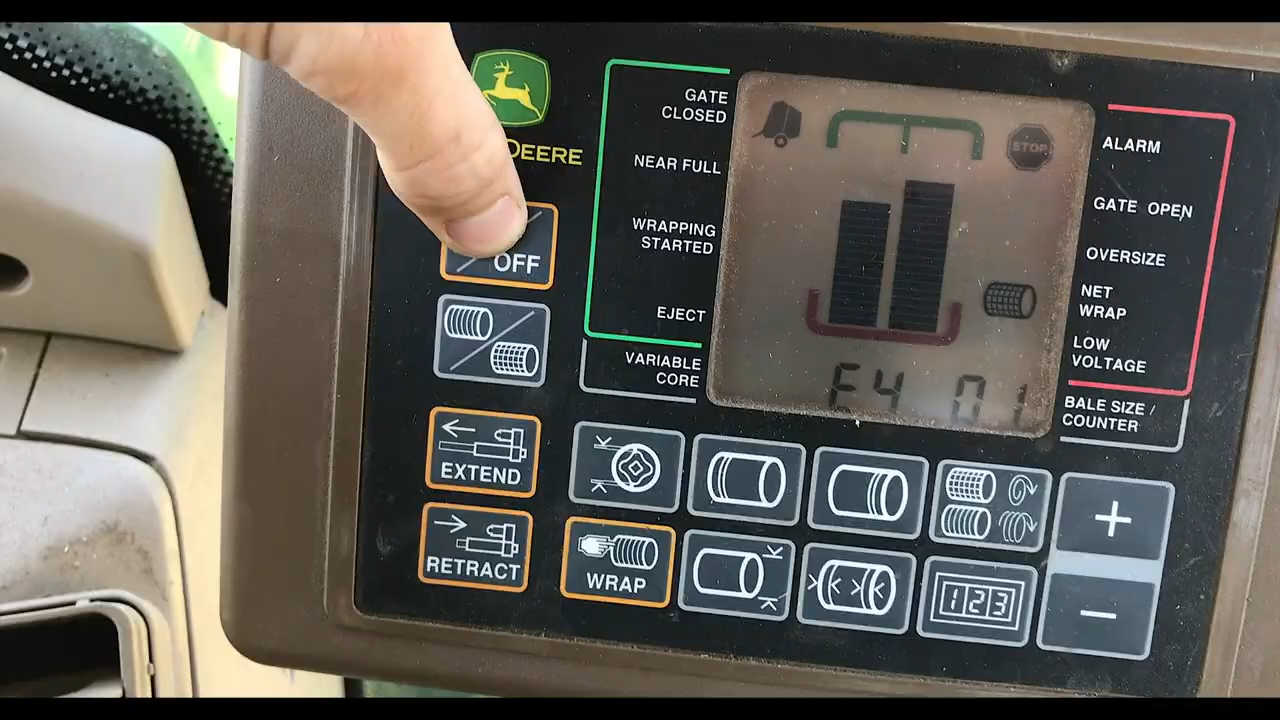 DEERE
OFF
EXTEND
RETRACT
WRAP
GATE
CLOSED
NEAR FULL
WRAPPING
STARTED
EJECT
VARIABLE
CORE
STOP
E4 01
ALARM
GATE OPEN
OVERSIZE
NET
WRAP
LOW
VOLTAGE
BALE SIZE /
COUNTER
123
+
−